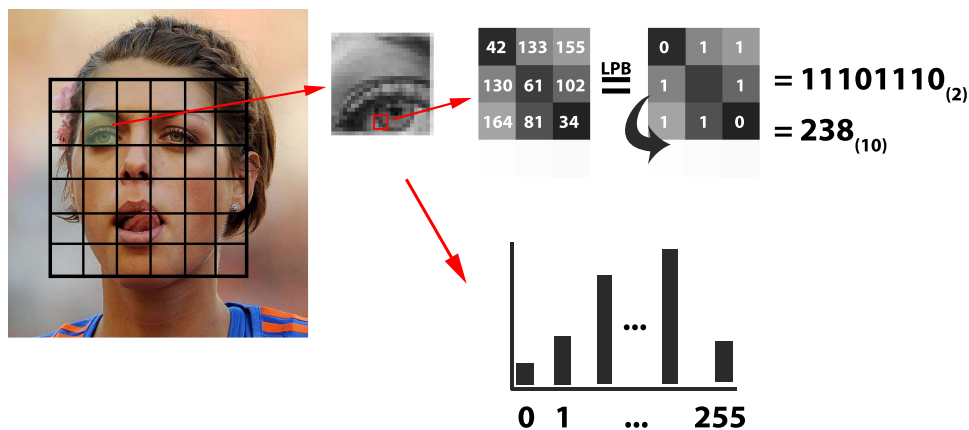 42 133 155
130 61 102
164 81 34
LPB
0 1 1
1 1
1 1 0
= 11101110(2)
= 238(10)
...
0 1 ... 255